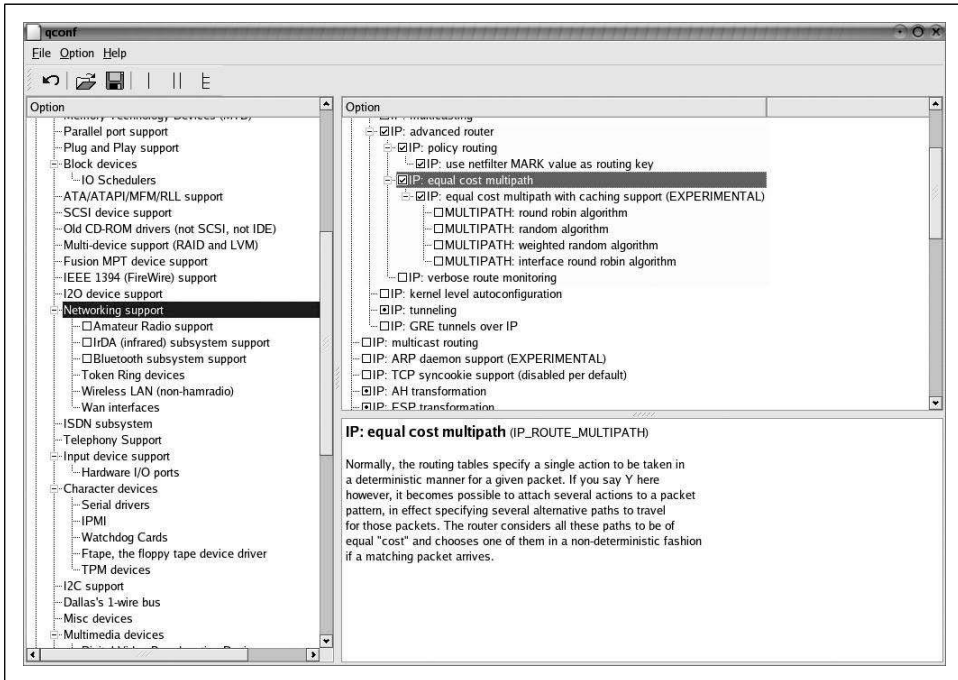 qconf
File Option Help
Option
Memory Technology Devices (MTD)
Parallel port support
Plug and Play support
Block devices
IO Schedulers
ATA/ATAPI/MFM/RLL support
SCSI device support
Old CD-ROM drivers (not SCSI, not IDE)
Multi-device support (RAID and LVM)
Fusion MPT device support
IEEE 1394 (FireWire) support
I2O device support
Networking support
Amateur Radio support
IrDA (infrared) subsystem support
Bluetooth subsystem support
Token Ring devices
Wireless LAN (non-hamradio)
Wan interfaces
ISDN subsystem
Telephony Support
Input device support
Hardware I/O ports
Character devices
Serial drivers
IPMI
Watchdog Cards
Ftape, the floppy tape device driver
TPM devices
I2C support
Dallas's 1-wire bus
Misc devices
Multimedia devices
Option
IP: multicasting
IP: advanced router
IP: policy routing
IP: use netfilter MARK value as routing key
IP: equal cost multipath
IP: equal cost multipath with caching support (EXPERIMENTAL)
MULTIPATH: round robin algorithm
MULTIPATH: random algorithm
MULTIPATH: weighted random algorithm
MULTIPATH: interface round robin algorithm
IP: verbose route monitoring
IP: kernel level autoconfiguration
IP: tunneling
IP: GRE tunnels over IP
IP: multicast routing
IP: ARP daemon support (EXPERIMENTAL)
IP: TCP syncookie support (disabled per default)
IP: AH transformation
IP: ESP transformation
IP: equal cost multipath (IP_ROUTE_MULTIPATH)
Normally, the routing tables specify a single action to be taken in
a deterministic manner for a given packet. If you say Y here
however, it becomes possible to attach several actions to a packet
pattern, in effect specifying several alternative paths to travel
for those packets. The router considers all these paths to be of
equal "cost" and chooses one of them in a non-deterministic fashion
if a matching packet arrives.